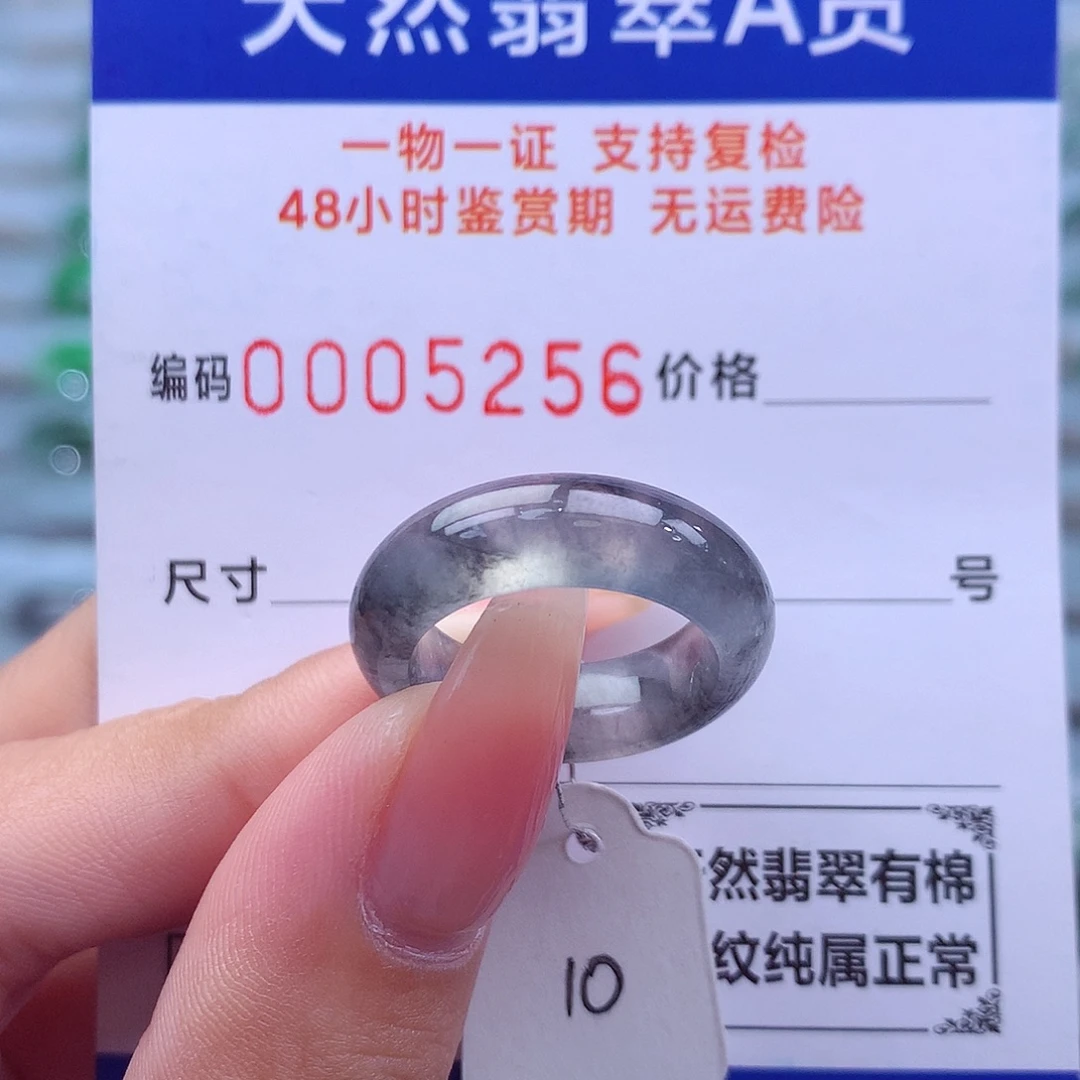 天然翡翠A货
一物一证 支持复检
48小时鉴赏期 无运费险
编码0005256价格
尺寸 号
然翡翠有棉
纹纯属正常
10